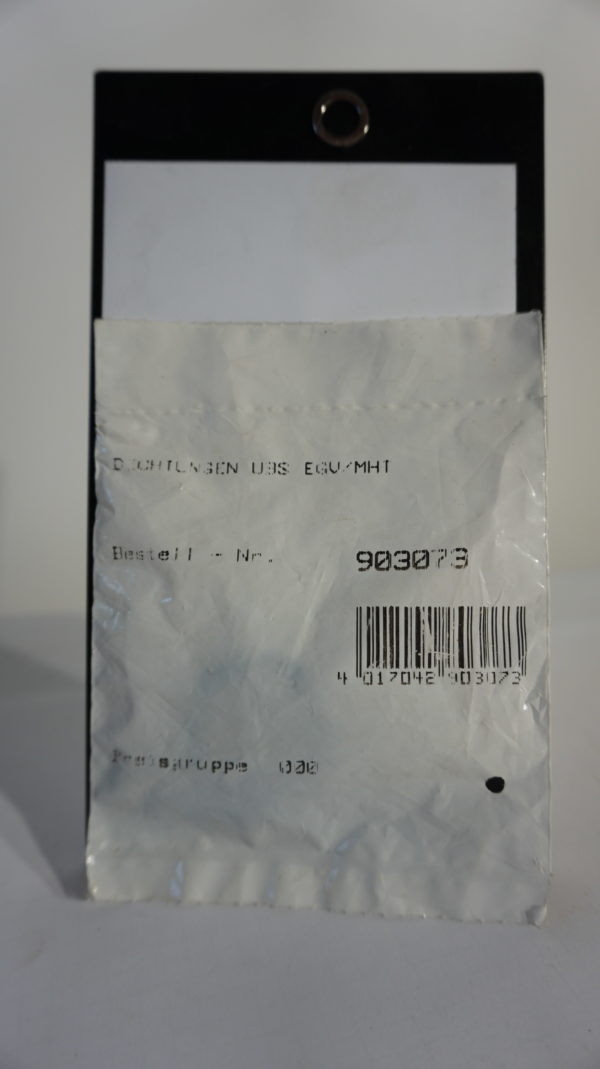 DICHTUNGEN UBS EGV/MHT
Bestell - Nr. 903073
4 017042 903073
Preisgruppe 000